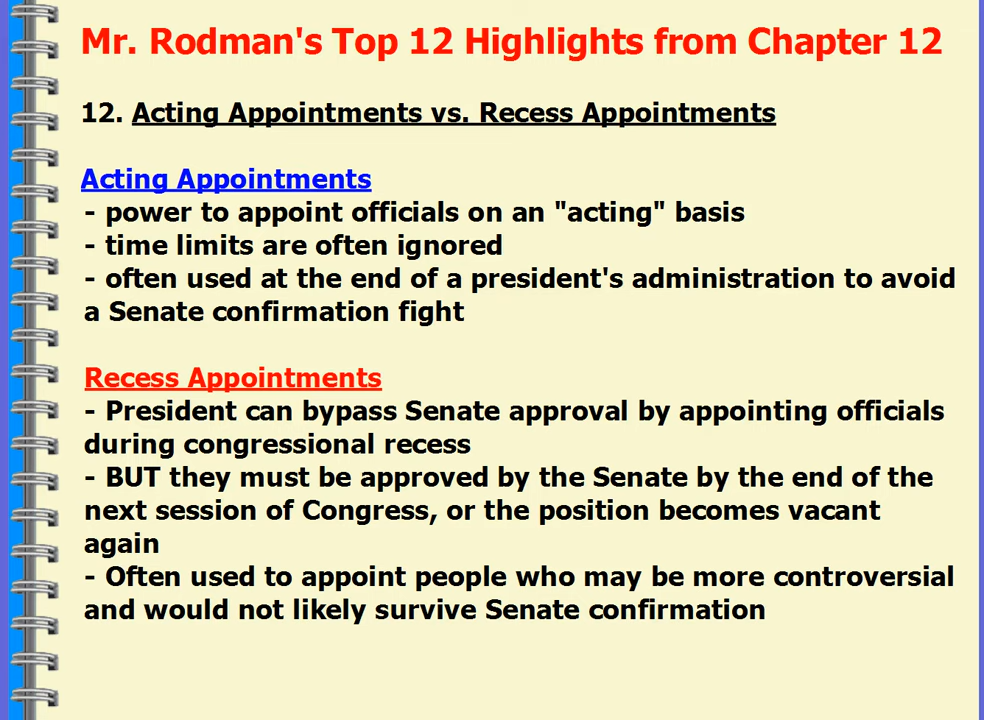 Mr. Rodman's Top 12 Highlights from Chapter 12
12. Acting Appointments vs. Recess Appointments
Acting Appointments
- power to appoint officials on an "acting" basis
- time limits are often ignored
- often used at the end of a president's administration to avoid
a Senate confirmation fight
Recess Appointments
- President can bypass Senate approval by appointing officials
during congressional recess
- BUT they must be approved by the Senate by the end of the
next session of Congress, or the position becomes vacant
again
- Often used to appoint people who may be more controversial
and would not likely survive Senate confirmation